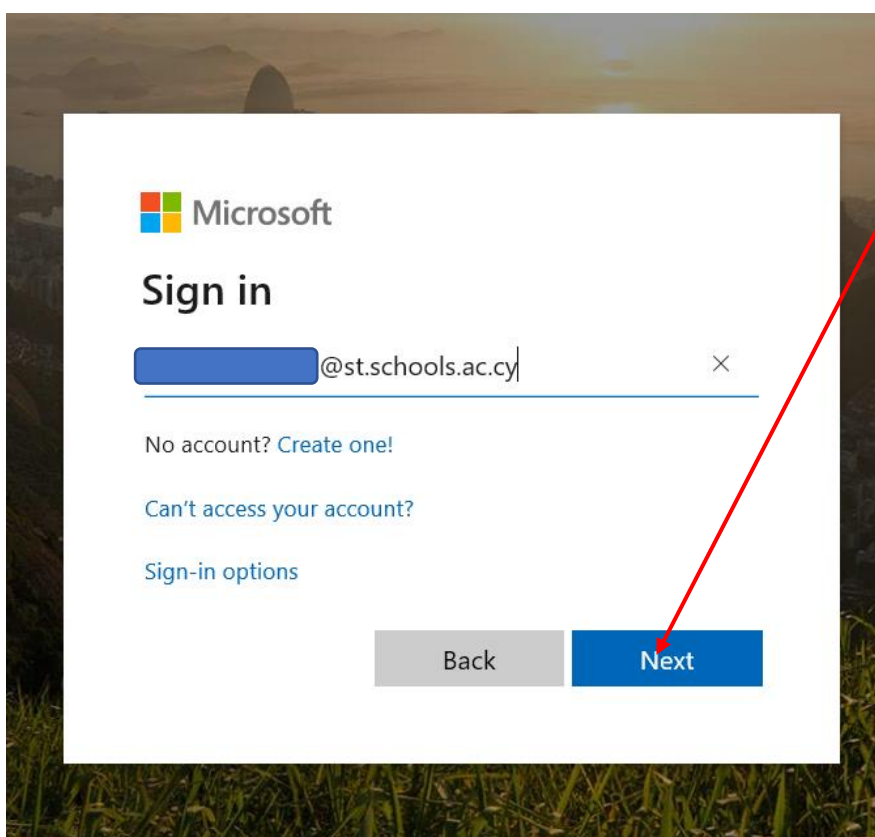 Microsoft
Sign in
@st.schools.ac.cy
No account? Create one!
Can't access your account?
Sign-in options
Back
Next